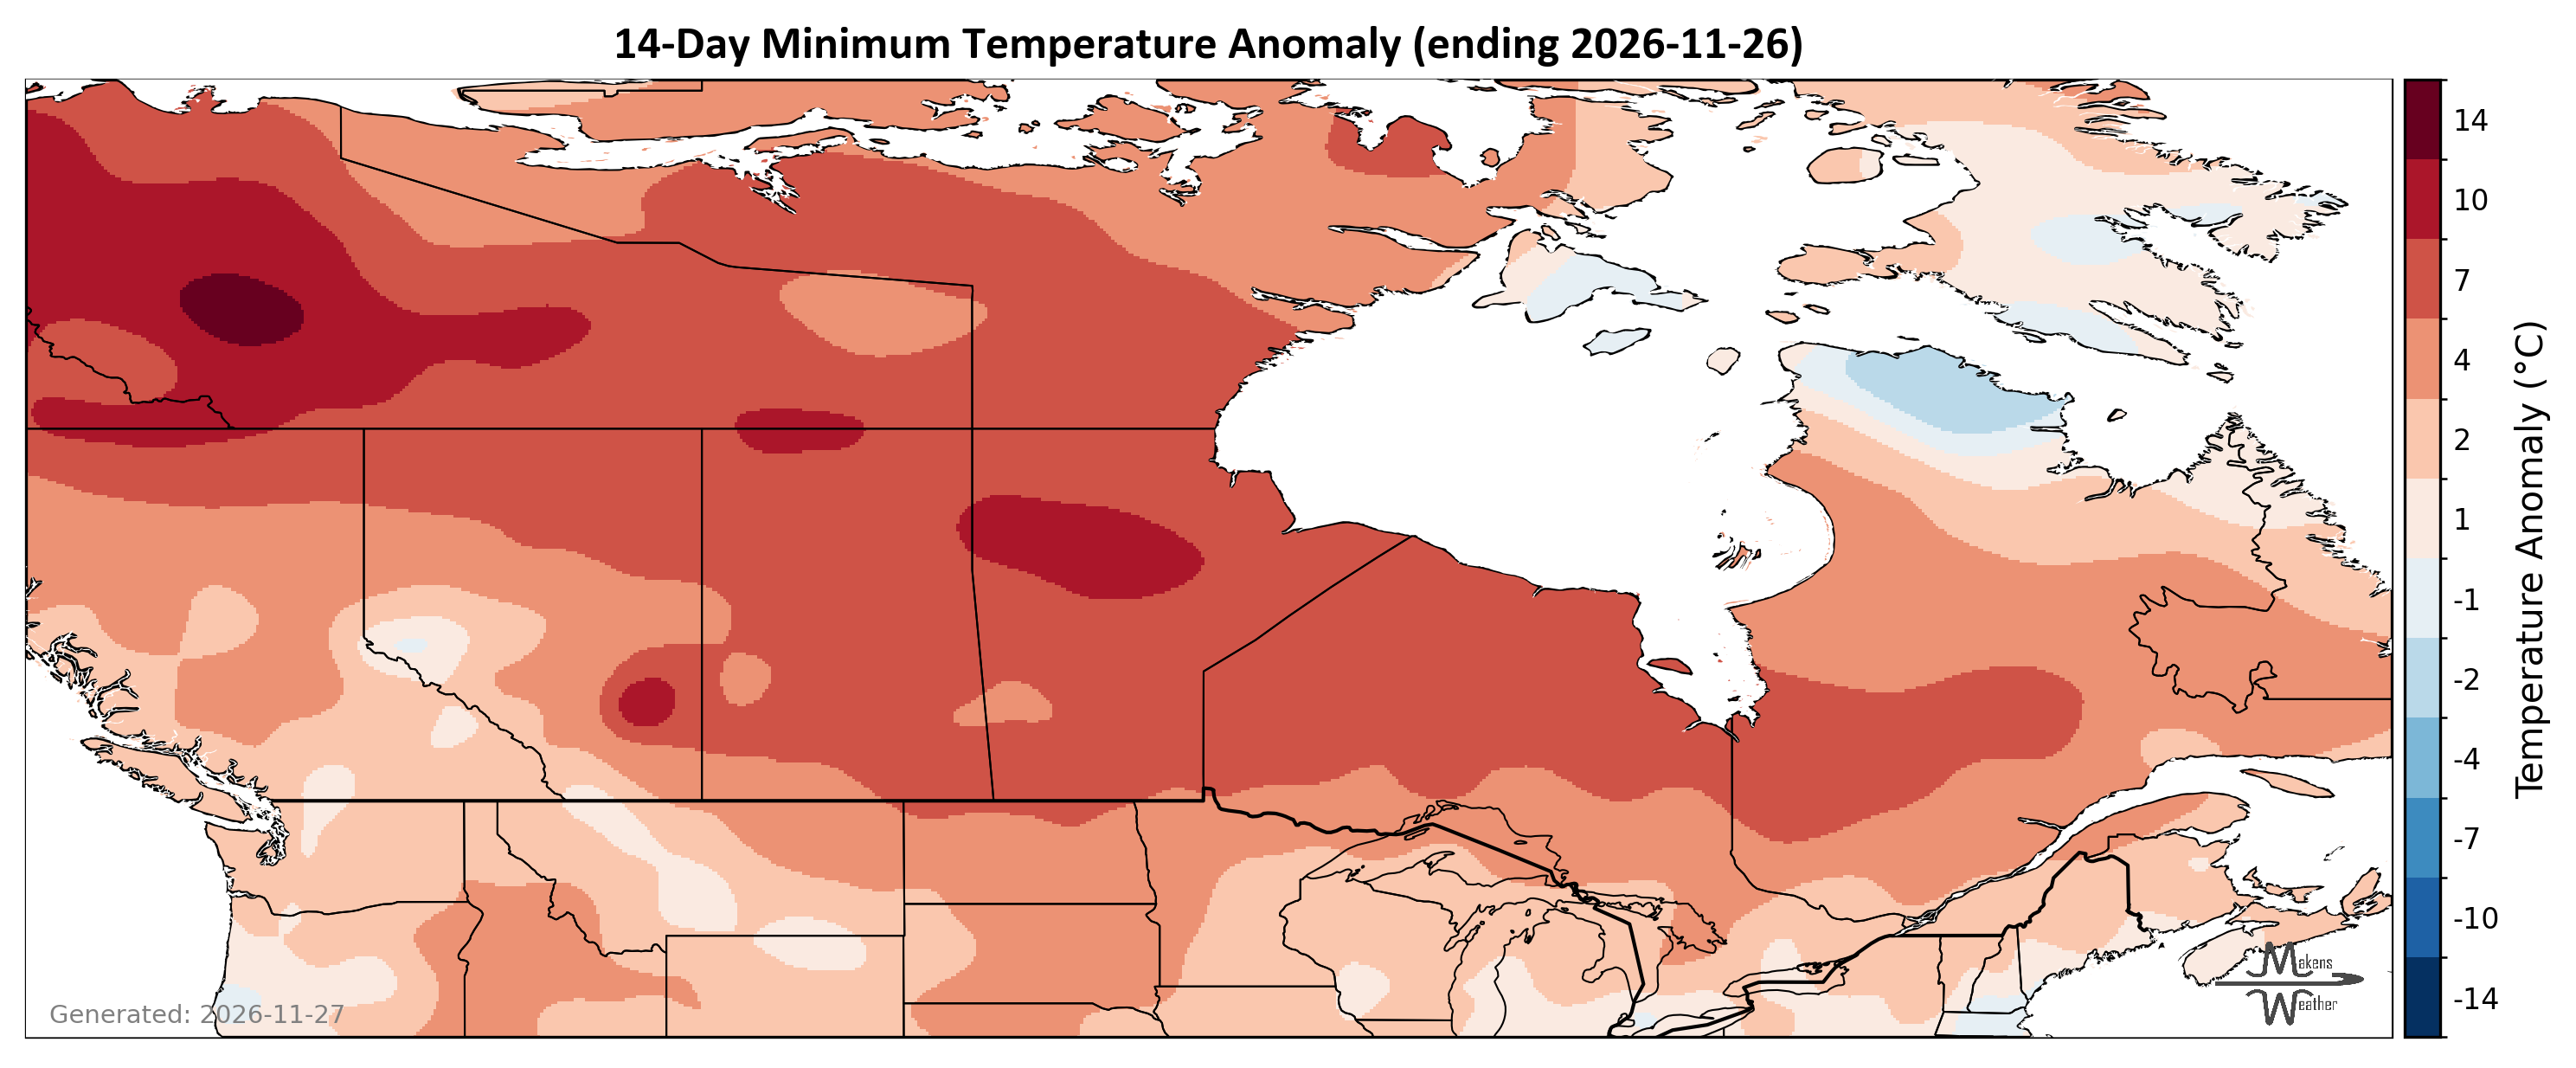 14-Day Minimum Temperature Anomaly (ending 2026-11-26)
14
10
7
4
2
1
-1
-2
-4
-7
-10
-14
Temperature Anomaly (°C)
Generated: 2026-11-27
Makens
Weather